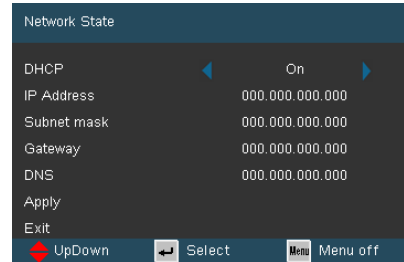 Network State
DHCP On
IP Address 000.000.000.000
Subnet mask 000.000.000.000
Gateway 000.000.000.000
DNS 000.000.000.000
Apply
Exit
UpDown Select Menu Menu off